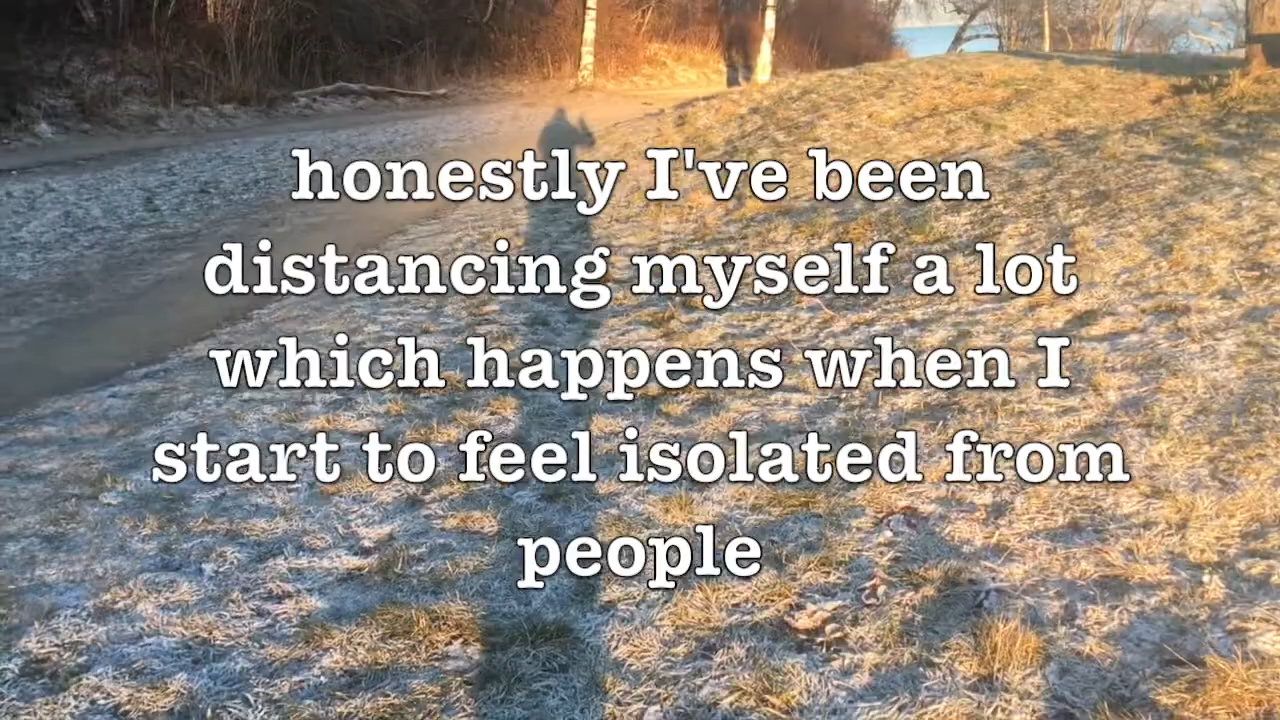 honestly I've been
distancing myself a lot
which happens when I
start to feel isolated from
people